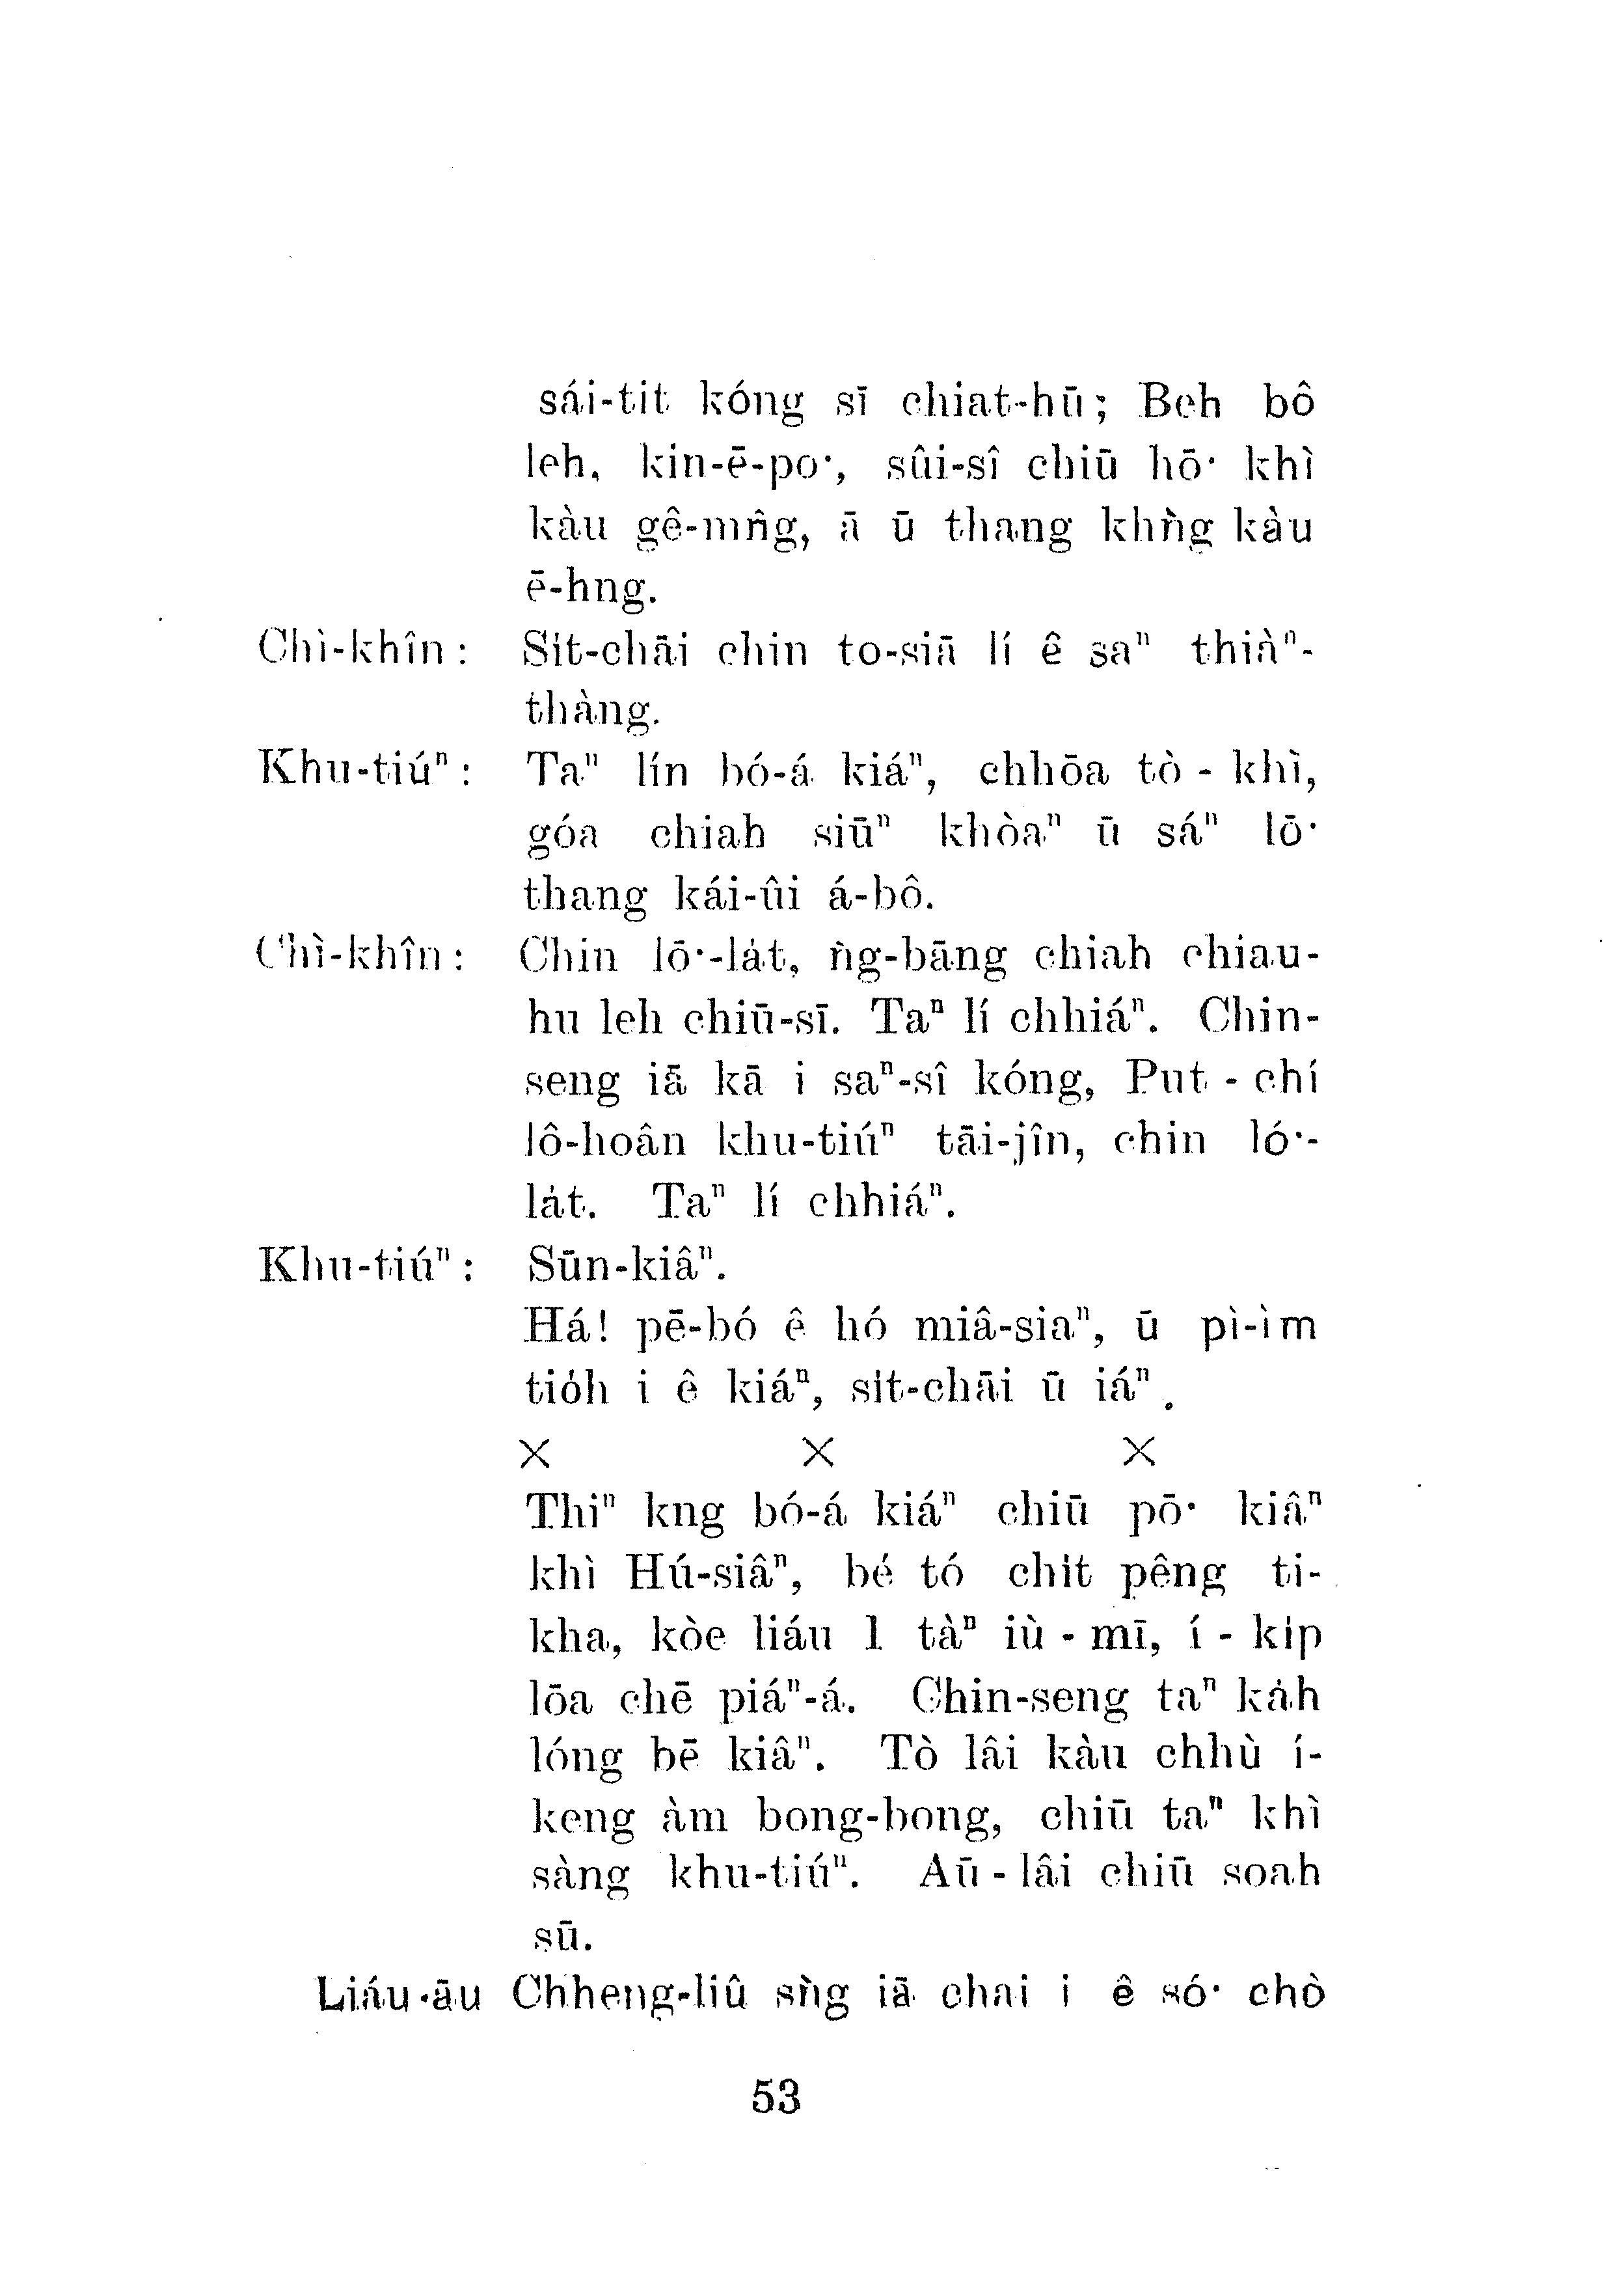 sái-tit kóng sī chiat-hū; Beh bô
leh, kin-ē-po͘, sûi-sî chiū hō͘ khì
kàu gê-mn̂g, ā ū thang khǹg kàu
ē-hng.
Chì-khîn: Si̍t-chāi chin to-siā lí ê saⁿ thiàⁿ-
thàng.
Khu-tiúⁿ: Taⁿ lín bó-á kiáⁿ, chhōa tò - khì,
góa chiah siūⁿ khòaⁿ ū sáⁿ lō͘
thang kái-ûi á-bô.
Chì-khîn: Chin lō͘-la̍t, ǹg-bāng chiah chiau-
hu leh chiū-sī. Taⁿ lí chhiáⁿ. Chin-
seng iā kā i saⁿ-sî kóng, Put - chí
lô-hoân khu-tiúⁿ tāi-jîn, chin ló͘-
la̍t. Taⁿ lí chhiáⁿ.
Khu-tiúⁿ: Sūn-kiâⁿ.
Há! pē-bó ê hó miâ-siaⁿ, ū pì-ìm
tio̍h i ê kiáⁿ, si̍t-chāi ū iáⁿ.
× × ×
Thiⁿ kng bó-á kiáⁿ chiū pō͘ kiâⁿ
khì Hú-siâⁿ, bé tó chi̍t pêng ti-
kha, kòe liáu 1 tàⁿ iù - mī, í - ki̍p
lōa chē piáⁿ-á. Chin-seng taⁿ ka̍h
lóng bē kiâⁿ. Tò lâi kàu chhù í-
keng àm bong-bong, chiū taⁿ khì
sàng khu-tiúⁿ. Aū - lâi chiū soah
sū.
Liáu-āu Chheng-liû sǹg iā chai i ê só͘ chò
53